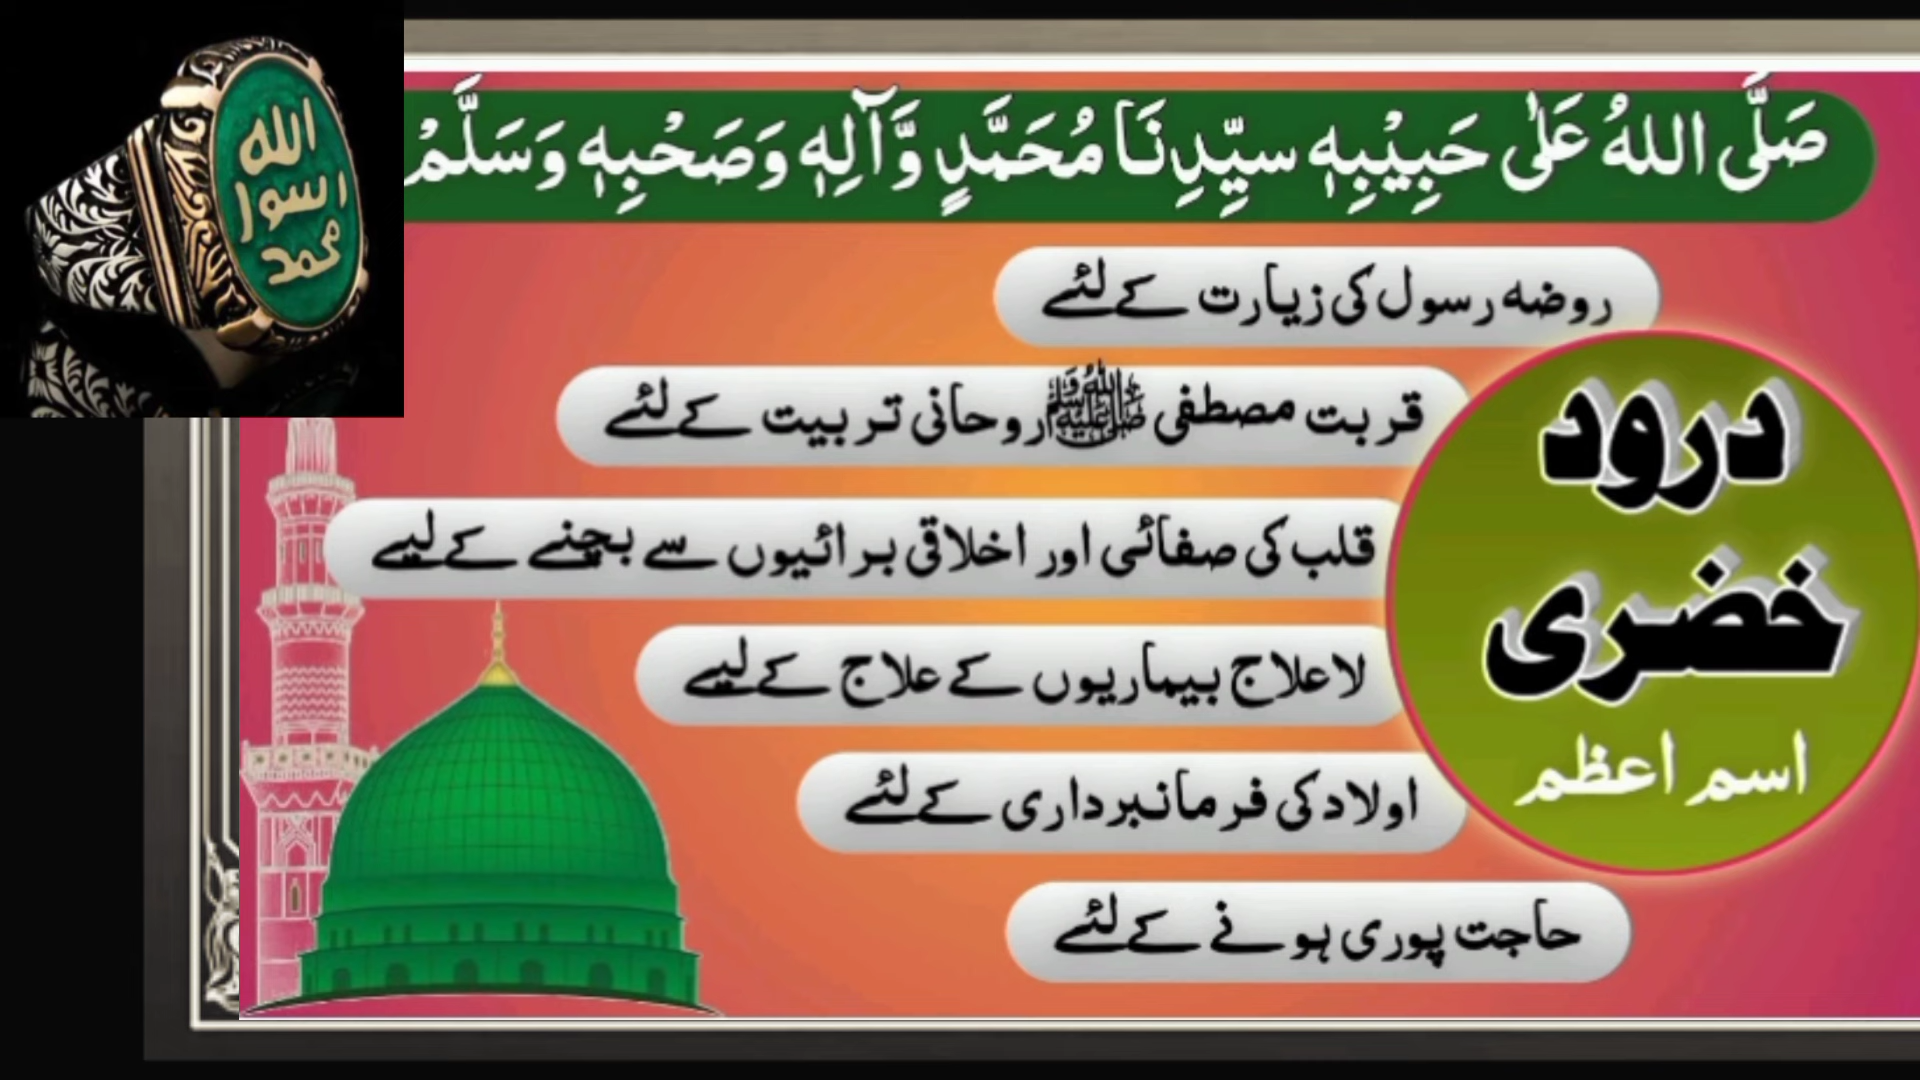 الله
رسول
محمد
صَلَّى اللهُ عَلٰى حَبِيْبِهٖ سيِّدِنَا مُحَمَّدٍ وَّآلِهٖ وَصَحْبِهٖ وَسَلَّمْ
روضه رسول کی زیارت کے لئے
قربت مصطفی ﷺ روحانی تربیت کے لئے
قلب کی صفائی اور اخلاقی برائیوں سے بچنے کے لیے
لاعلاج بیماریوں کے علاج کے لیے
اولاد کی فرمانبرداری کے لئے
حاجت پوری ہونے کے لئے
درود
خضری
اسم اعظم